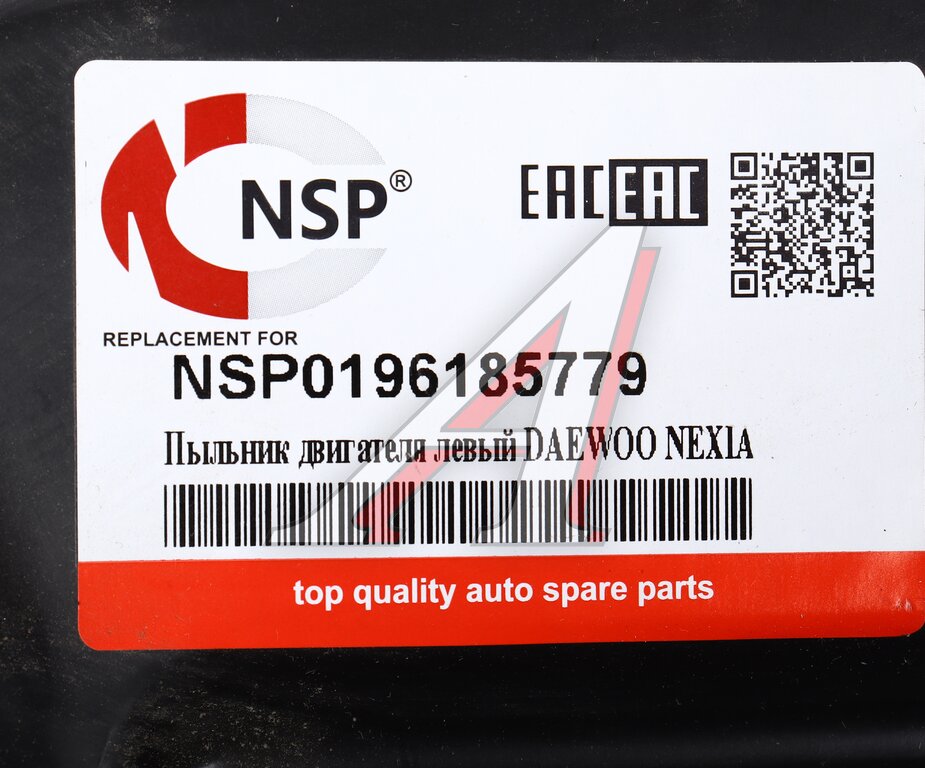 NSP®
EAC EAC
REPLACEMENT FOR
NSP0196185779
Пыльник двигателя левый DAEWOO NEXIA
top quality auto spare parts